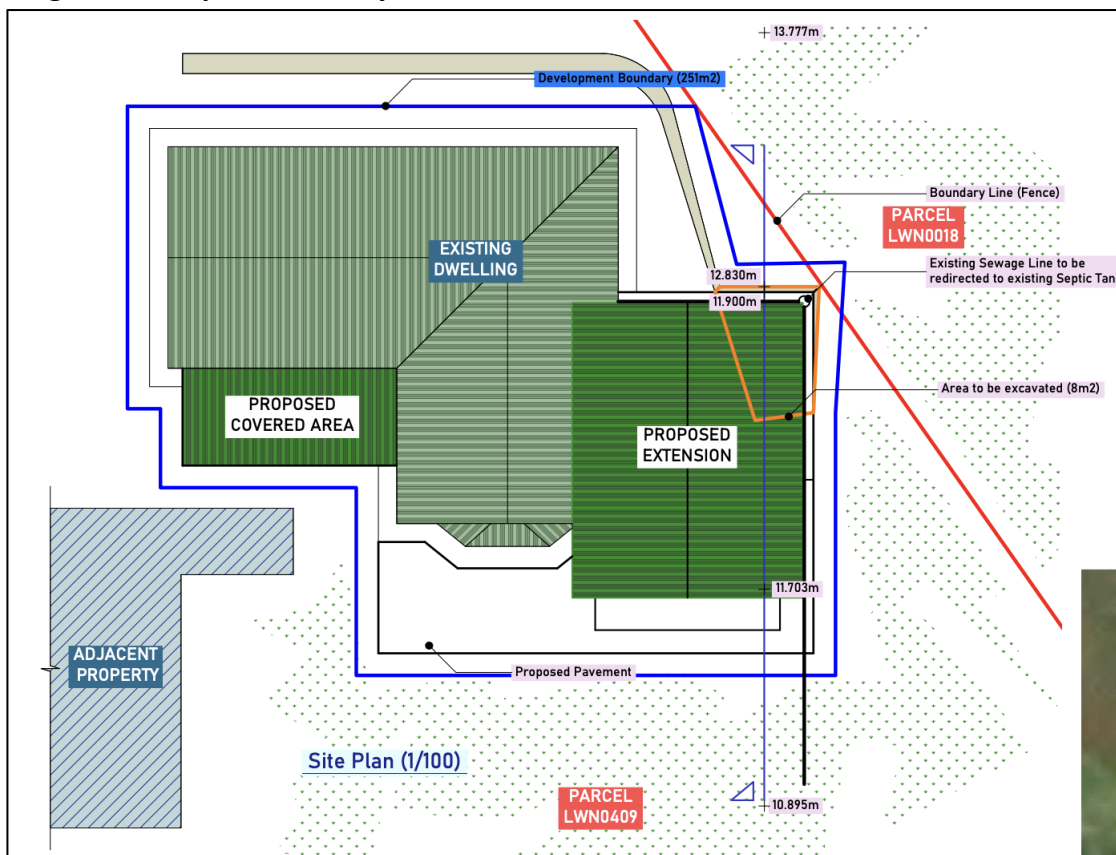 13.777m
Development Boundary (251m2)
Boundary Line (Fence)
PARCEL
LWN0018
EXISTING
DWELLING
Existing Sewage Line to be
redirected to existing Septic Tan
12.830m
11.900m
Area to be excavated (8m2)
PROPOSED
COVERED AREA
PROPOSED
EXTENSION
11.703m
ADJACENT
PROPERTY
Proposed Pavement
Site Plan (1/100)
PARCEL
LWN0409
10.895m